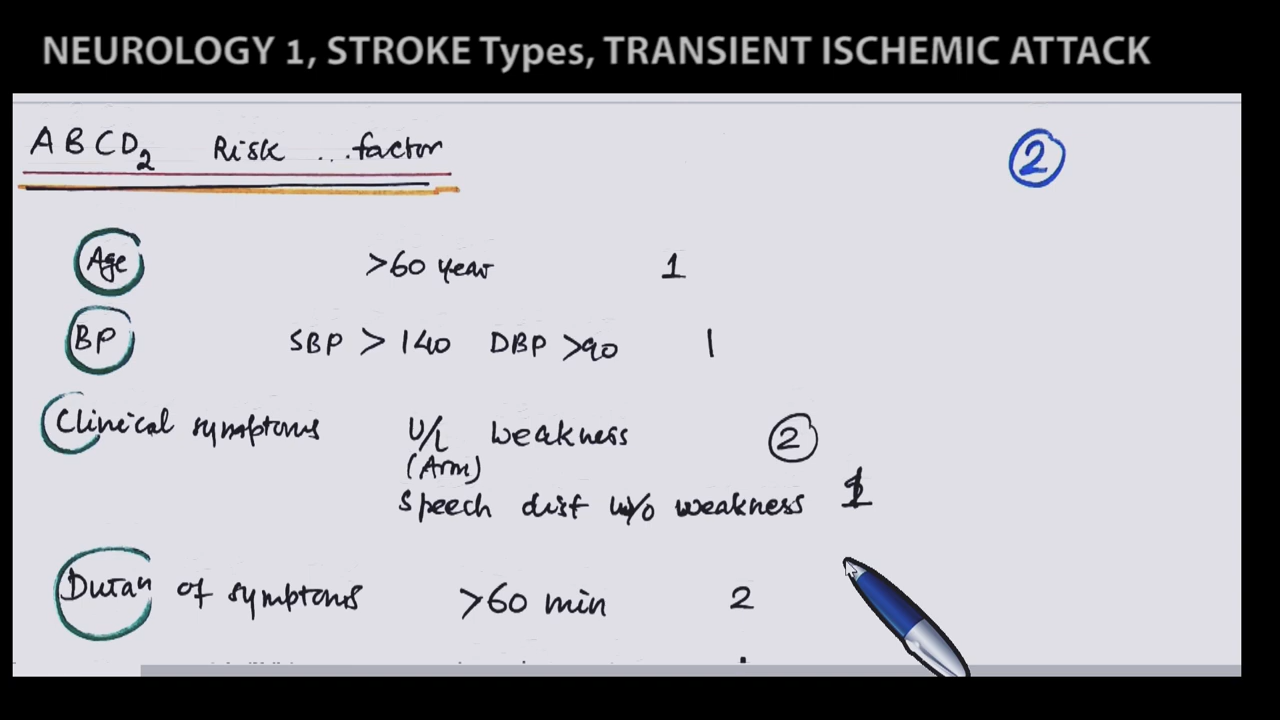 NEUROLOGY 1, STROKE Types, TRANSIENT ISCHEMIC ATTACK
ABCD2 Risk ...factor
2
Age >60 year 1
BP SBP > 140 DBP >90 1
Clinical symptoms U/L weakness 2
(Arm)
Speech dist w/o weakness 1
Duran of symptoms >60 min 2